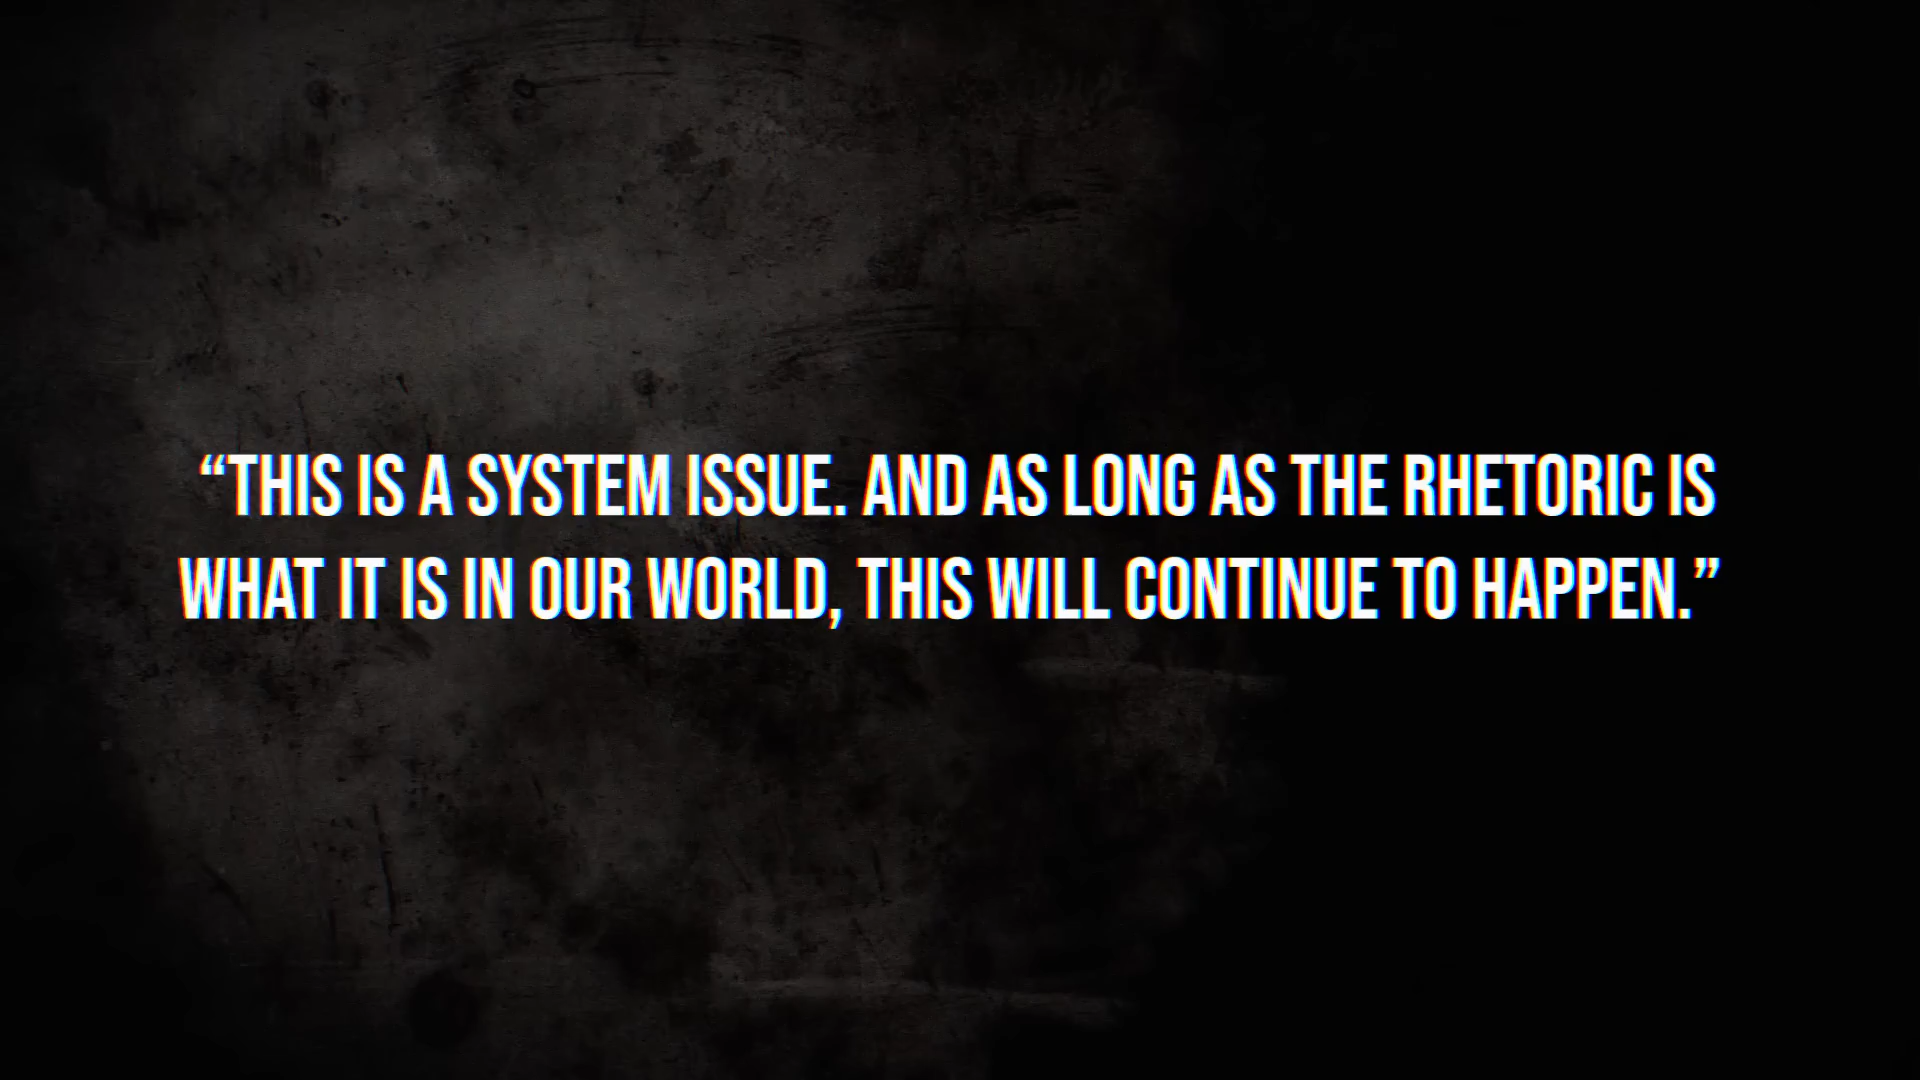 “THIS IS A SYSTEM ISSUE. AND AS LONG AS THE RHETORIC IS
WHAT IT IS IN OUR WORLD, THIS WILL CONTINUE TO HAPPEN.”